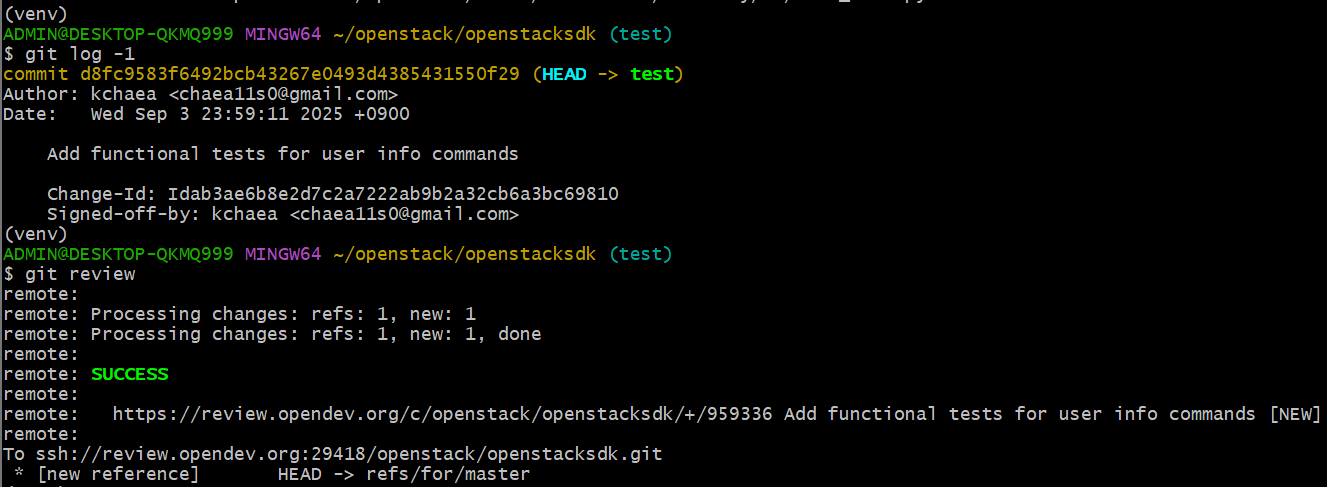 (venv)
ADMIN@DESKTOP-QKMQ999 MINGW64 ~/openstack/openstacksdk (test)
$ git log -1
commit d8fc9583f6492bcb43267e0493d4385431550f29 (HEAD -> test)
Author: kchaea <chaea11s0@gmail.com>
Date:   Wed Sep 3 23:59:11 2025 +0900

    Add functional tests for user info commands

    Change-Id: Idab3ae6b8e2d7c2a7222ab9b2a32cb6a3bc69810
    Signed-off-by: kchaea <chaea11s0@gmail.com>
(venv)
ADMIN@DESKTOP-QKMQ999 MINGW64 ~/openstack/openstacksdk (test)
$ git review
remote:
remote: Processing changes: refs: 1, new: 1
remote: Processing changes: refs: 1, new: 1, done
remote:
remote: SUCCESS
remote:
remote:   https://review.opendev.org/c/openstack/openstacksdk/+/959336 Add functional tests for user info commands [NEW]
remote:
To ssh://review.opendev.org:29418/openstack/openstacksdk.git
 * [new reference]       HEAD -> refs/for/master